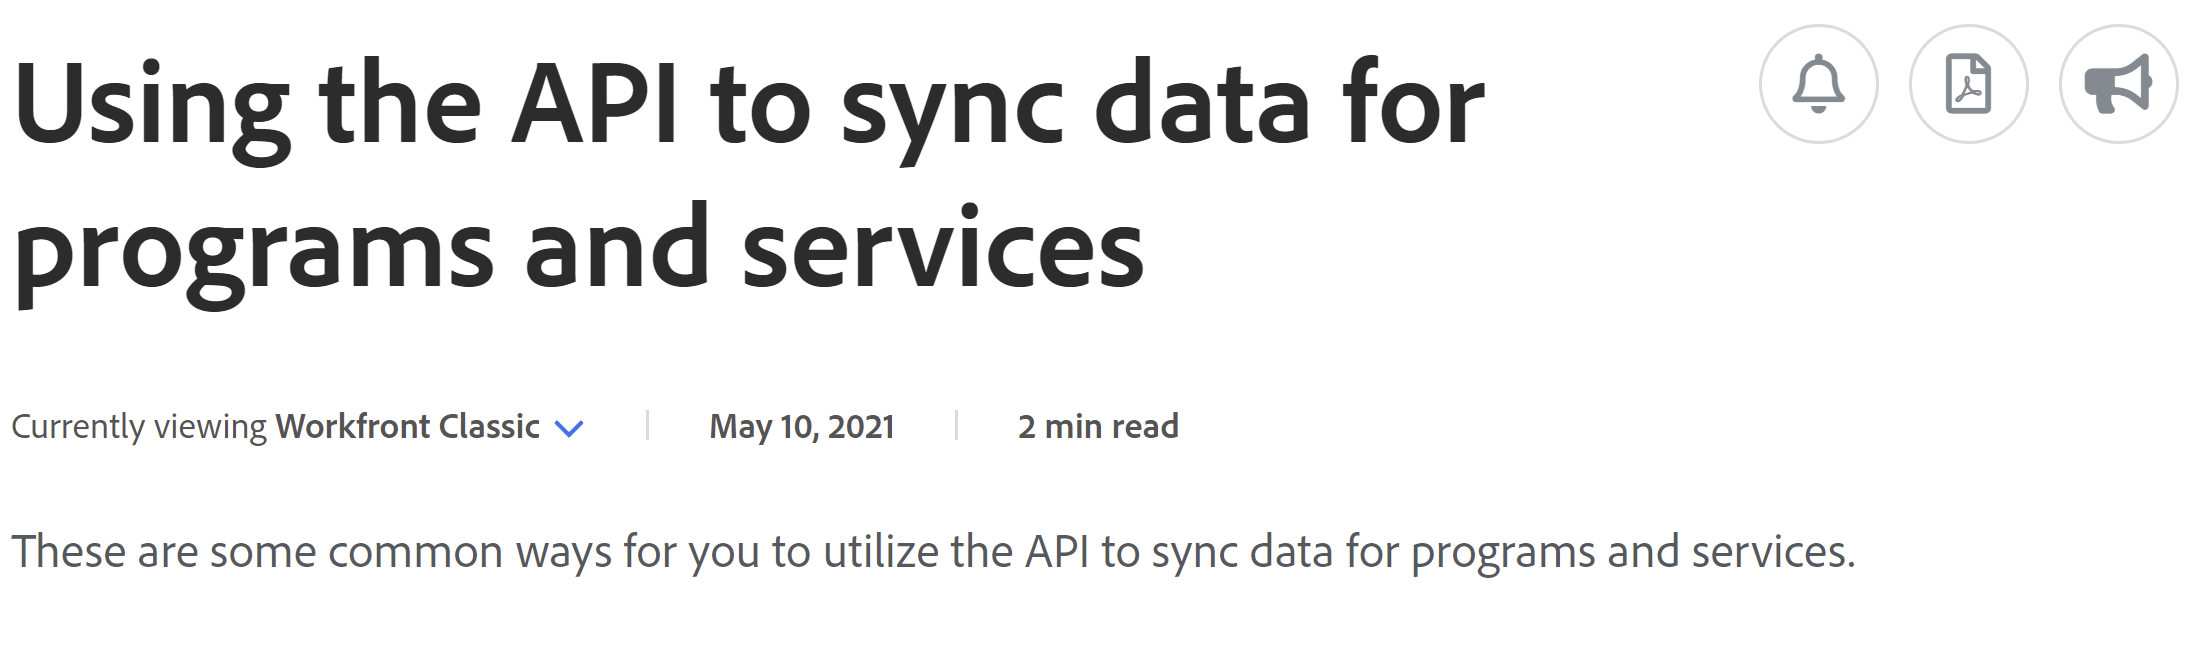 Using the API to sync data for
programs and services
Currently viewing Workfront Classic
May 10, 2021
2 min read
These are some common ways for you to utilize the API to sync data for programs and services.